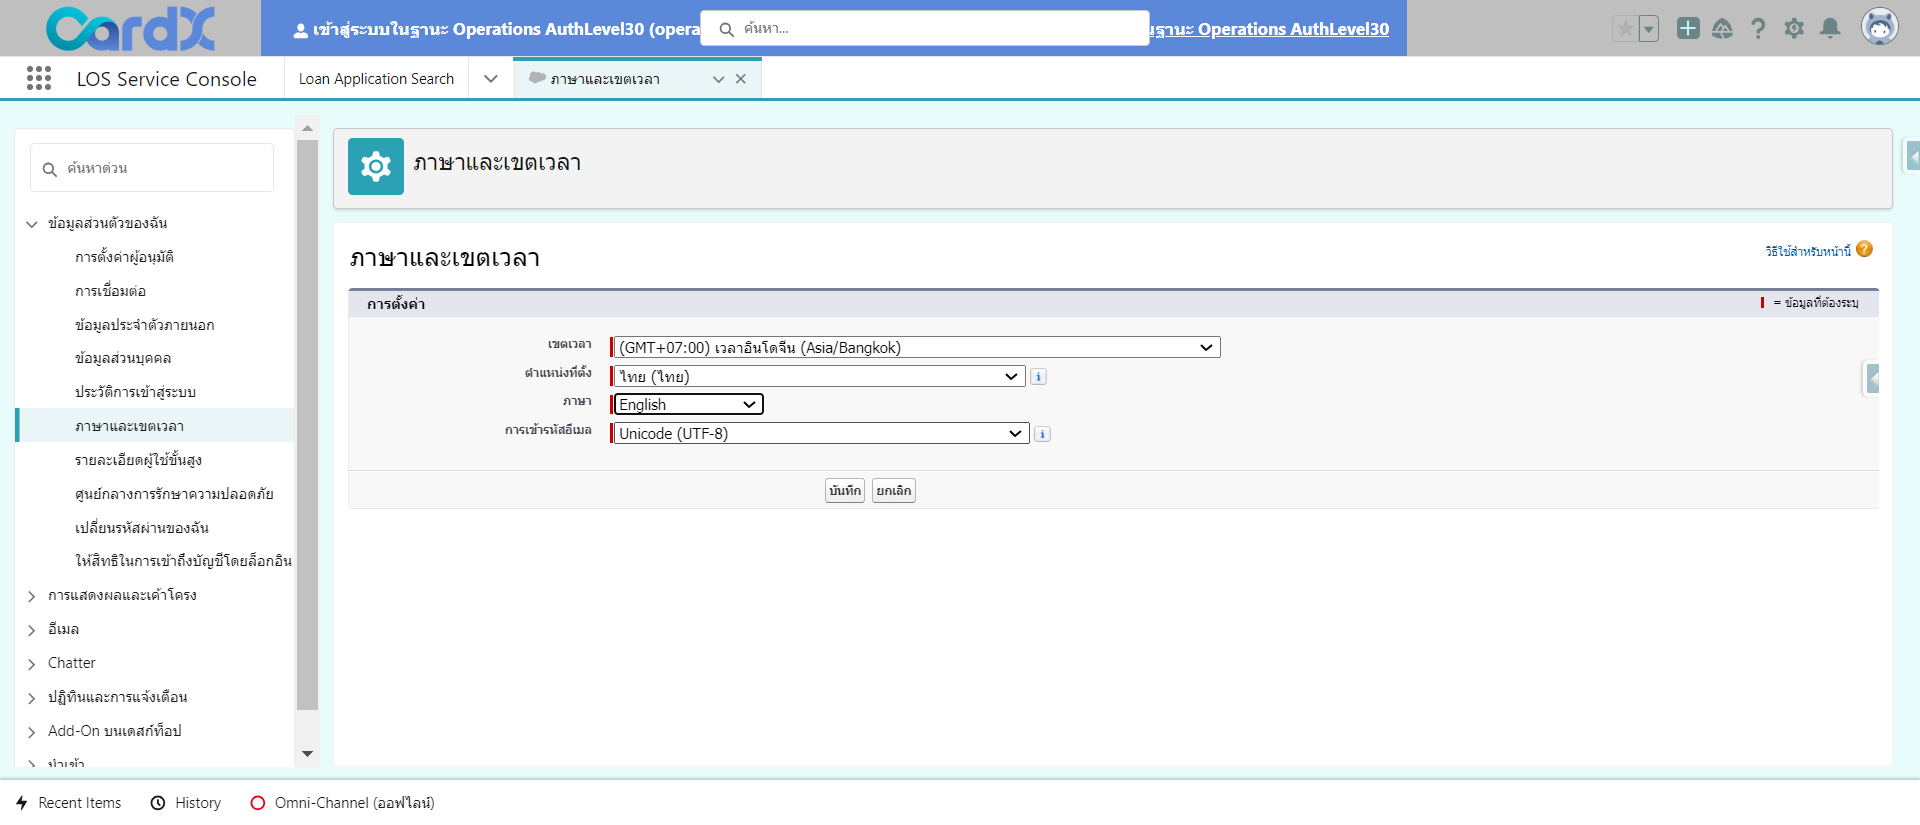 CardX
เข้าสู่ระบบในฐานะ Operations AuthLevel30 (opera
ค้นหา...
นฐานะ Operations AuthLevel30
LOS Service Console
Loan Application Search
ภาษาและเขตเวลา
ค้นหาด่วน
ข้อมูลส่วนตัวของฉัน
การตั้งค่าผู้อนุมัติ
การเชื่อมต่อ
ข้อมูลประจำตัวภายนอก
ข้อมูลส่วนบุคคล
ประวัติการเข้าสู่ระบบ
ภาษาและเขตเวลา
รายละเอียดผู้ใช้ขั้นสูง
ศูนย์กลางการรักษาความปลอดภัย
เปลี่ยนรหัสผ่านของฉัน
ให้สิทธิในการเข้าถึงบัญชีโดยล็อกอิน
การแสดงผลและเค้าโครง
อีเมล
Chatter
ปฏิทินและการแจ้งเตือน
Add-On บนเดสก์ท็อป
นำเข้า
ภาษาและเขตเวลา
ภาษาและเขตเวลา
วิธีใช้สำหรับหน้านี้ ?
การตั้งค่า
= ข้อมูลที่ต้องระบุ
เขตเวลา (GMT+07:00) เวลาอินโดจีน (Asia/Bangkok)
ตำแหน่งที่ตั้ง ไทย (ไทย)
ภาษา English
การเข้ารหัสอีเมล Unicode (UTF-8)
บันทึก ยกเลิก
Recent Items History Omni-Channel (ออฟไลน์)